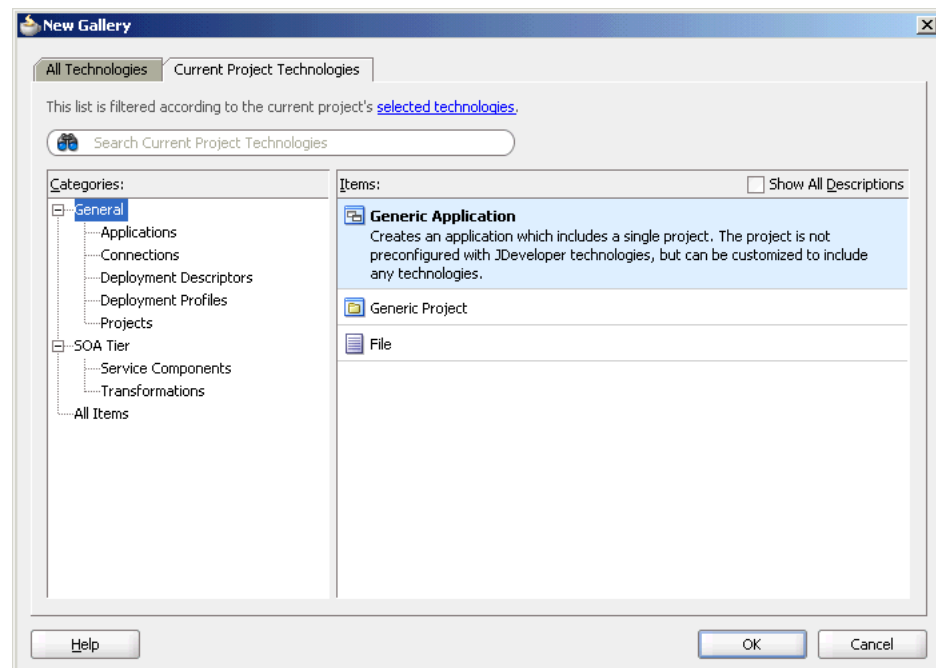 New Gallery
All Technologies
Current Project Technologies
This list is filtered according to the current project's selected technologies.
Search Current Project Technologies
Categories:
Items:
Show All Descriptions
General
Applications
Connections
Deployment Descriptors
Deployment Profiles
Projects
SOA Tier
Service Components
Transformations
All Items
Generic Application
Creates an application which includes a single project. The project is not
preconfigured with JDeveloper technologies, but can be customized to include
any technologies.
Generic Project
File
Help
OK
Cancel